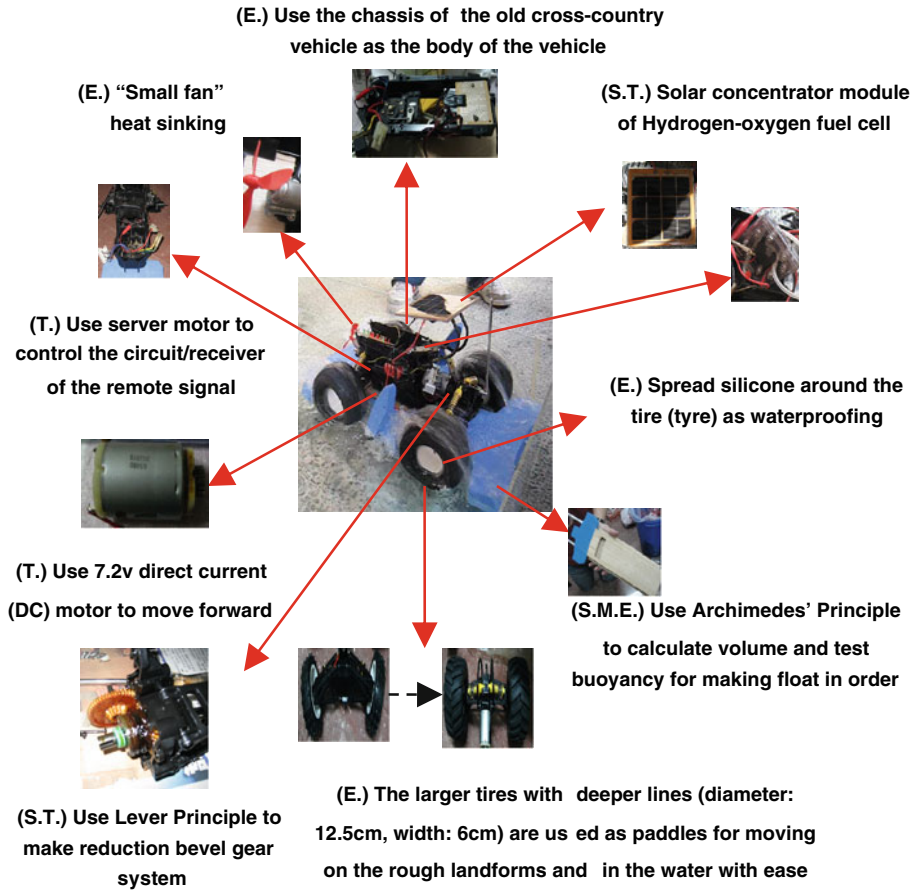 (E.) Use the chassis of the old cross-country
vehicle as the body of the vehicle
(E.) “Small fan”
heat sinking
(S.T.) Solar concentrator module
of Hydrogen-oxygen fuel cell
(T.) Use server motor to
control the circuit/receiver
of the remote signal
(E.) Spread silicone around the
tire (tyre) as waterproofing
(T.) Use 7.2v direct current
(DC) motor to move forward
(S.M.E.) Use Archimedes’ Principle
to calculate volume and test
buoyancy for making float in order
(S.T.) Use Lever Principle to
make reduction bevel gear
system
(E.) The larger tires with deeper lines (diameter:
12.5cm, width: 6cm) are us ed as paddles for moving
on the rough landforms and in the water with ease